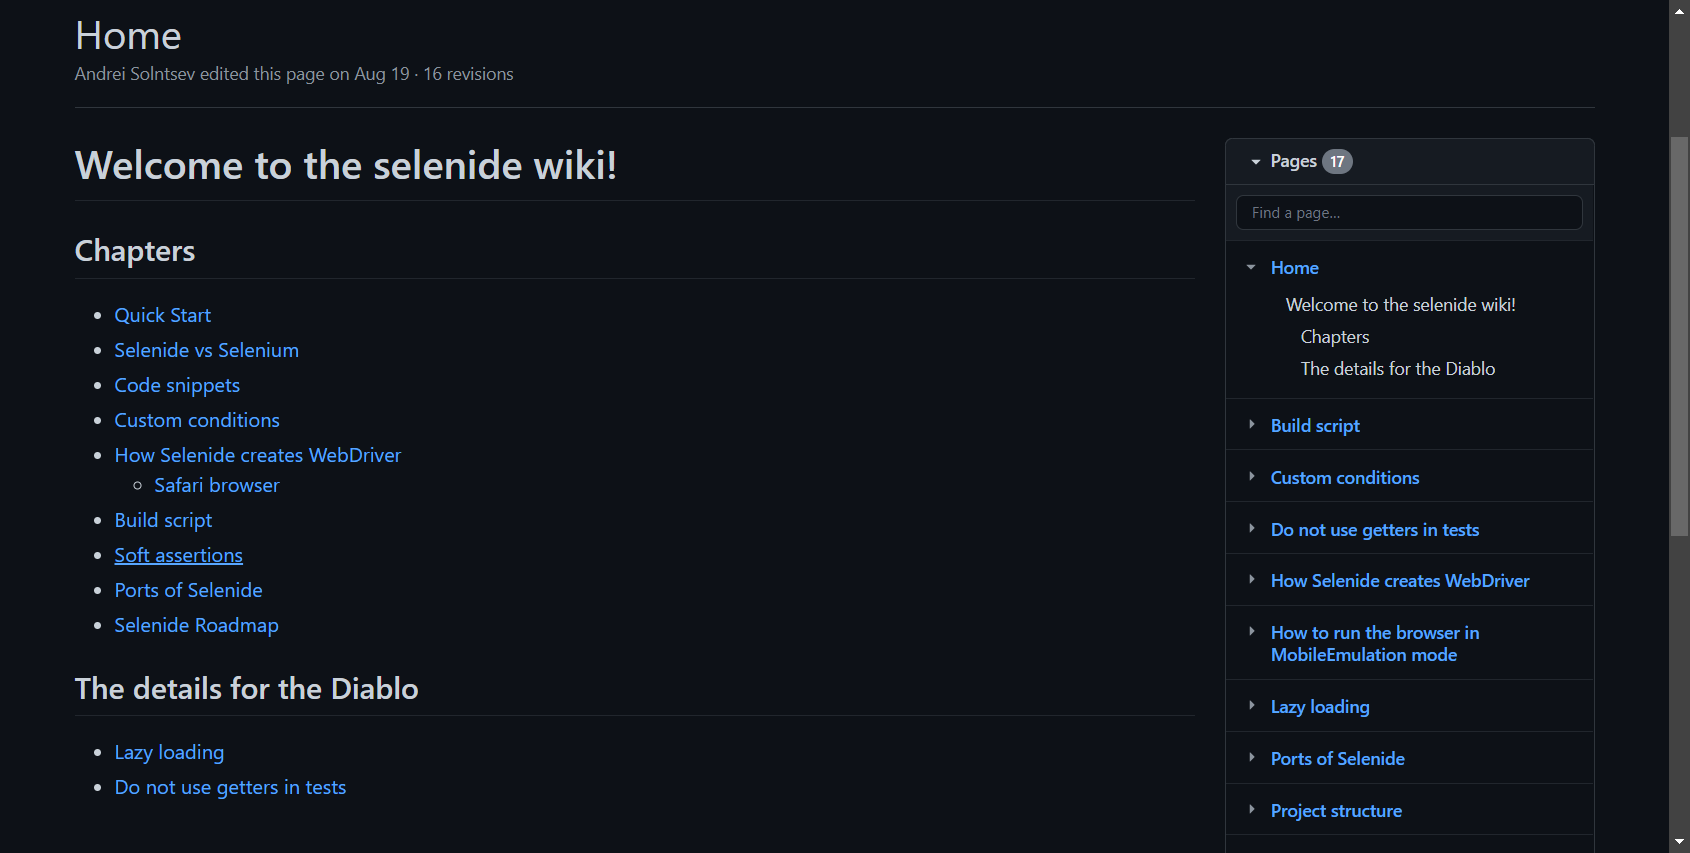 Home
Andrei Solntsev edited this page on Aug 19 · 16 revisions
Welcome to the selenide wiki!
Chapters
Quick Start
Selenide vs Selenium
Code snippets
Custom conditions
How Selenide creates WebDriver
Safari browser
Build script
Soft assertions
Ports of Selenide
Selenide Roadmap
The details for the Diablo
Lazy loading
Do not use getters in tests
Pages 17
Find a page...
Home
Welcome to the selenide wiki!
Chapters
The details for the Diablo
Build script
Custom conditions
Do not use getters in tests
How Selenide creates WebDriver
How to run the browser in
MobileEmulation mode
Lazy loading
Ports of Selenide
Project structure